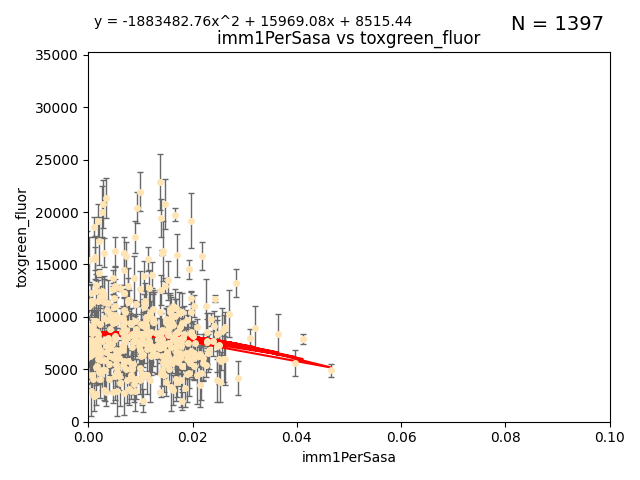 y = -1883482.76x^2 + 15969.08x + 8515.44
N = 1397
imm1PerSasa vs toxgreen_fluor
35000
30000
25000
20000
15000
10000
5000
0
toxgreen_fluor
0.00 0.02 0.04 0.06 0.08 0.10
imm1PerSasa